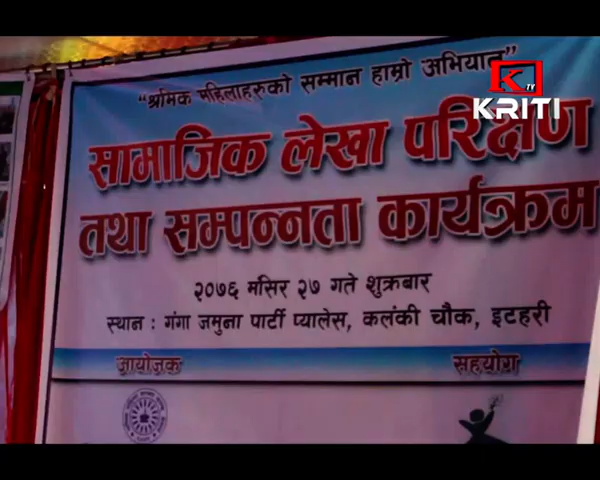 K TV
KRITI
“श्रमिक महिलाहरुको सम्मान हाम्रो अभियान”
सामाजिक लेखा परिक्षण
तथा सम्पन्नता कार्यक्रम
२०७६ मंसिर २७ गते शुक्रबार
स्थान : गंगा जमुना पार्टी प्यालेस, कलंकी चौक, इटहरी
आयोजक सहयोग